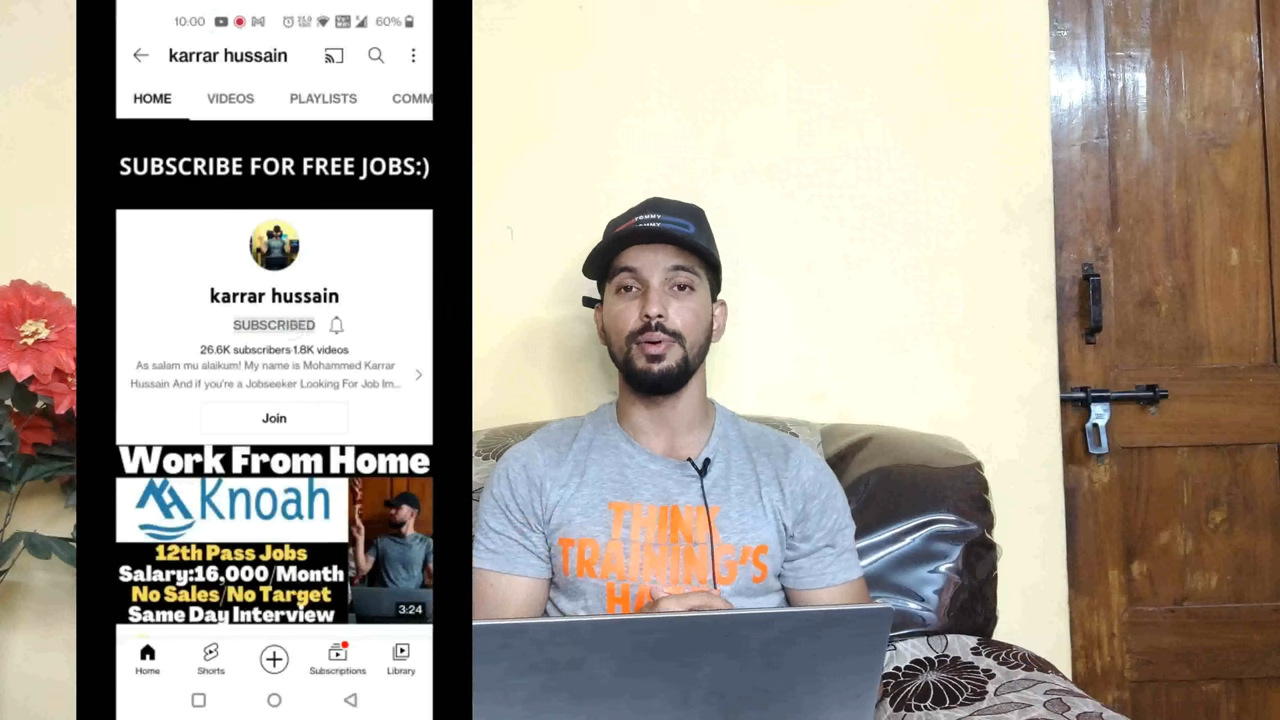 10:00
60%
karrar hussain
HOME VIDEOS PLAYLISTS COMM
SUBSCRIBE FOR FREE JOBS:)
karrar hussain
SUBSCRIBED
26.6K subscribers·1.8K videos
As salam mu alaikum! My name is Mohammed Karrar
Hussain And if you're a Jobseeker Looking For Job Im...
Join
Work From Home
Knoah
12th Pass Jobs
Salary:16,000/Month
No Sales/No Target
Same Day Interview
3:24
Home Shorts Subscriptions Library
TOMMY
THINK
TRAINING'S